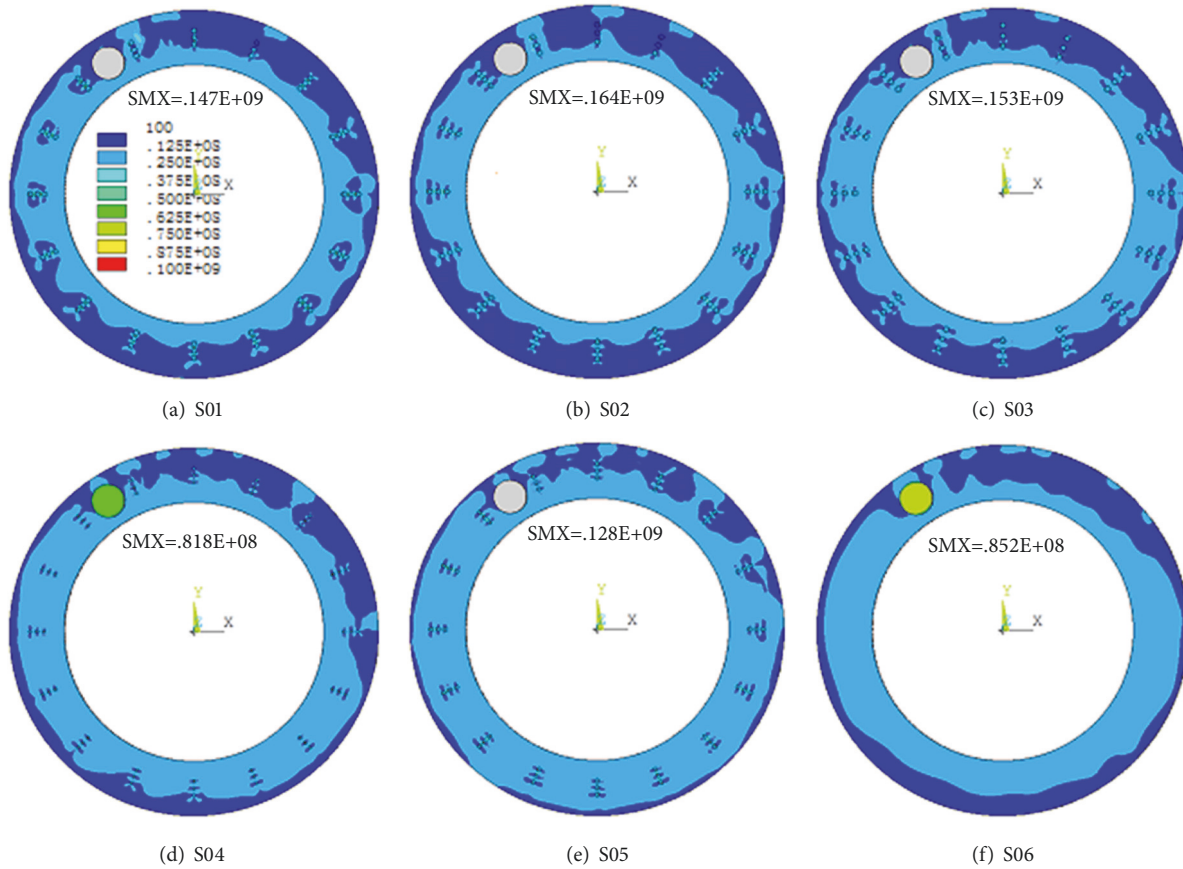 SMX=.147E+09
SMX=.164E+09
SMX=.153E+09
100
.125E+08
.250E+08
.375E+08
.500E+08
.625E+08
.750E+08
.875E+08
.100E+09
Y
X
Y
X
Y
X
(a) S01
(b) S02
(c) S03
SMX=.818E+08
SMX=.128E+09
SMX=.852E+08
Y
X
Y
X
Y
X
(d) S04
(e) S05
(f) S06